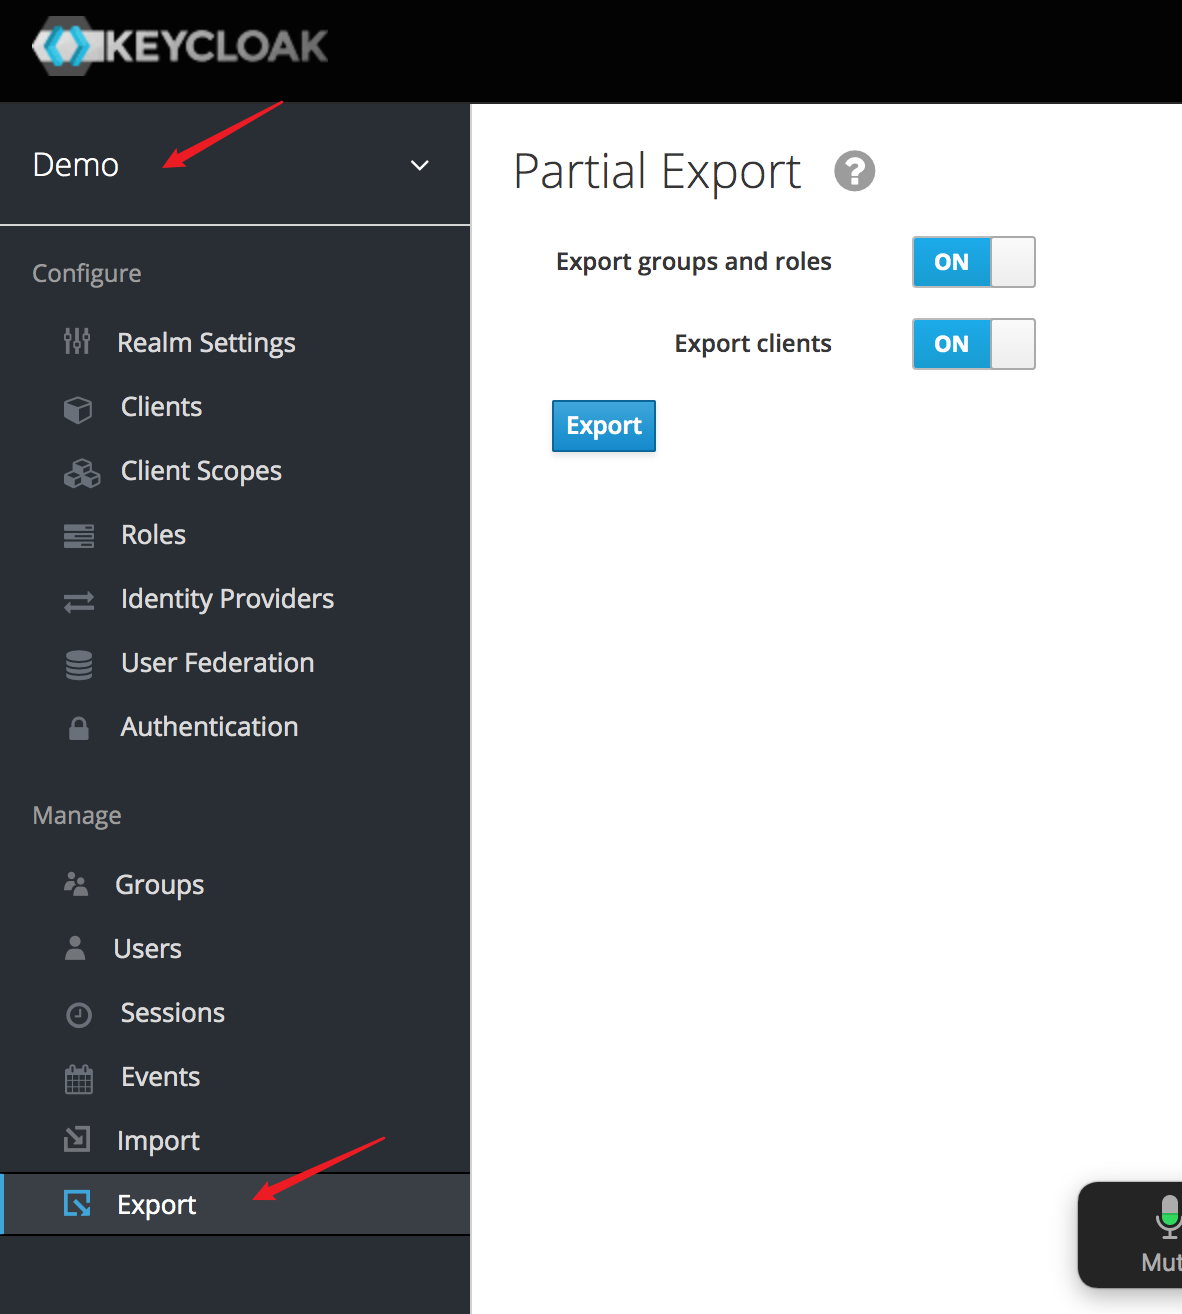 KEYCLOAK
Demo
Configure
Realm Settings
Clients
Client Scopes
Roles
Identity Providers
User Federation
Authentication
Manage
Groups
Users
Sessions
Events
Import
Export
Partial Export ?
Export groups and roles ON
Export clients ON
Export
Mut